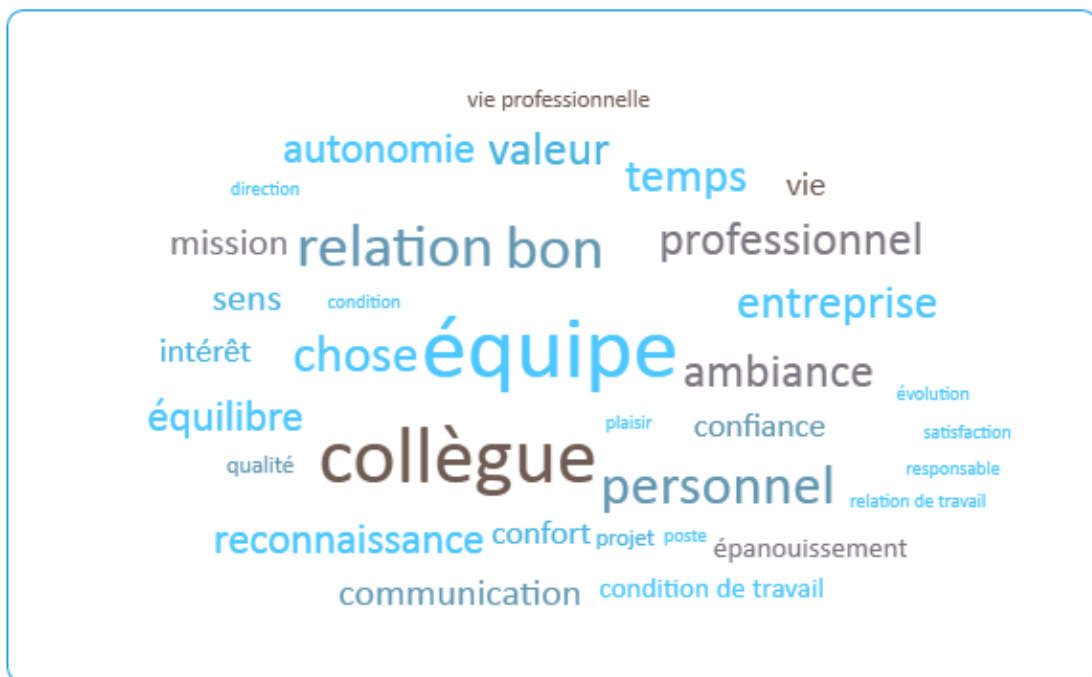 vie professionnelle
autonomie valeur
temps vie
direction
mission relation bon professionnel
sens condition entreprise
intérêt chose équipe ambiance
évolution
équilibre plaisir confiance satisfaction
qualité collègue personnel responsable
relation de travail
reconnaissance confort projet poste épanouissement
communication condition de travail